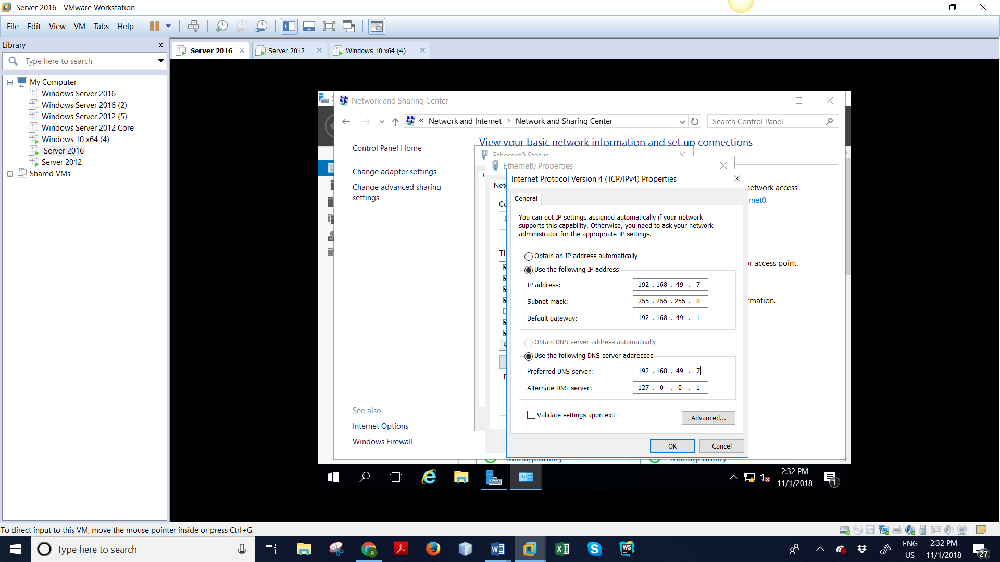 Server 2016 - VMware Workstation
File Edit View VM Tabs Help
Library
Type here to search
My Computer
Windows Server 2016
Windows Server 2016 (2)
Windows Server 2012 (5)
Windows Server 2012 Core
Windows 10 x64 (4)
Server 2016
Server 2012
Shared VMs
Server 2016
Server 2012
Windows 10 x64 (4)
Network and Sharing Center
« Network and Internet > Network and Sharing Center
Search Control Panel
Control Panel Home
Change adapter settings
Change advanced sharing
settings
See also
Internet Options
Windows Firewall
View your basic network information and set up connections
Ethernet0 Status
Ethernet0 Properties
Internet Protocol Version 4 (TCP/IPv4) Properties
General
You can get IP settings assigned automatically if your network
supports this capability. Otherwise, you need to ask your network
administrator for the appropriate IP settings.
Obtain an IP address automatically
Use the following IP address:
IP address: 192 . 168 . 49 . 7
Subnet mask: 255 . 255 . 255 . 0
Default gateway: 192 . 168 . 49 . 1
Obtain DNS server address automatically
Use the following DNS server addresses
Preferred DNS server: 192 . 168 . 49 . 7
Alternate DNS server: 127 . 0 . 0 . 1
Validate settings upon exit
Advanced...
OK
Cancel
network access
rnet0
or access point.
rmation.
Manageability
Manageability
2:32 PM
11/1/2018
1
To direct input to this VM, move the mouse pointer inside or press Ctrl+G.
Type here to search
ENG
US
2:32 PM
11/1/2018
27